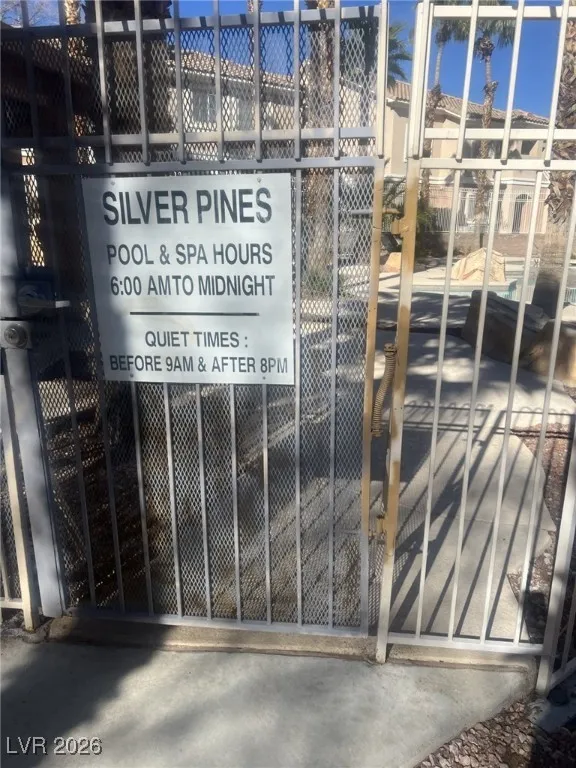 SILVER PINES
POOL & SPA HOURS
6:00 AMTO MIDNIGHT
QUIET TIMES :
BEFORE 9AM & AFTER 8PM
LVR 2026